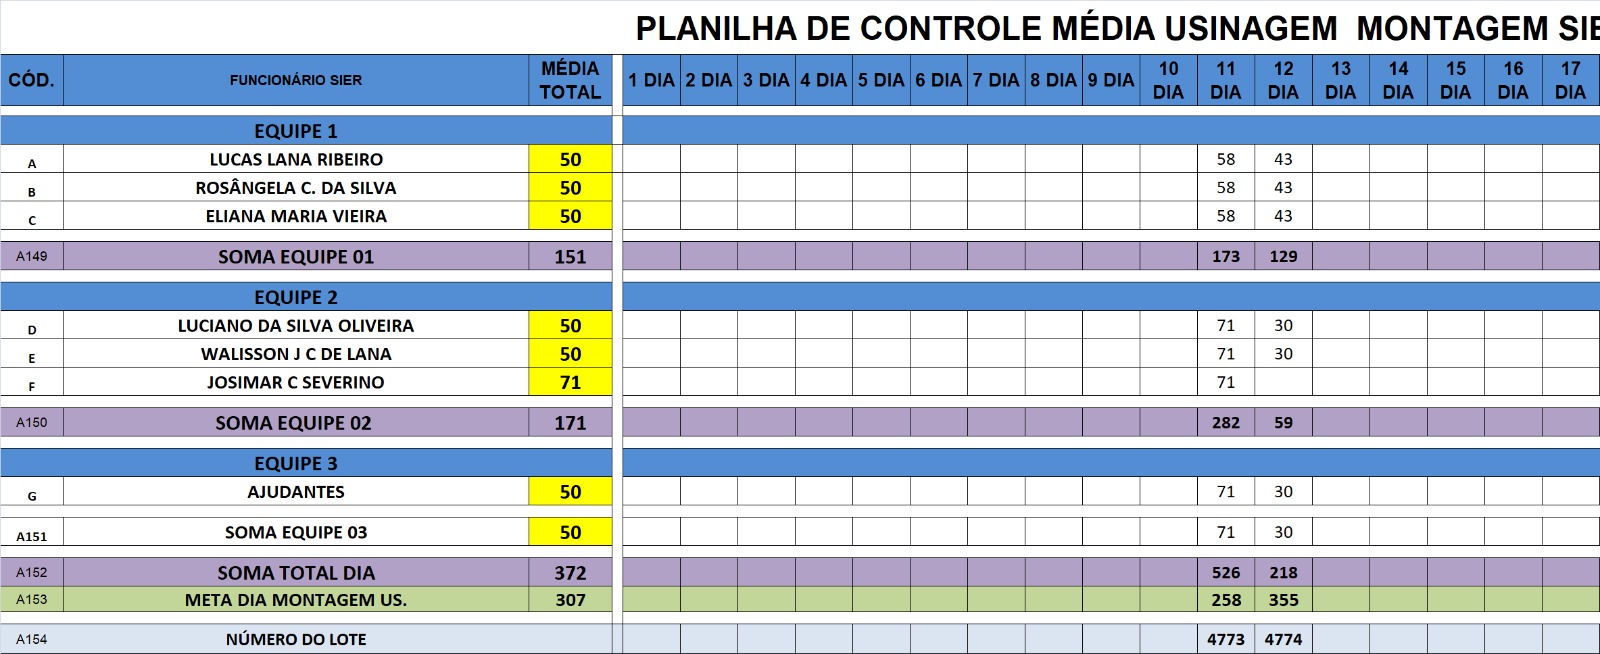 PLANILHA DE CONTROLE MÉDIA USINAGEM MONTAGEM SIE
CÓD. FUNCIONÁRIO SIER MÉDIA TOTAL 1 DIA 2 DIA 3 DIA 4 DIA 5 DIA 6 DIA 7 DIA 8 DIA 9 DIA 10 DIA 11 DIA 12 DIA 13 DIA 14 DIA 15 DIA 16 DIA 17 DIA
EQUIPE 1
A LUCAS LANA RIBEIRO 50 58 43
B ROSÂNGELA C. DA SILVA 50 58 43
C ELIANA MARIA VIEIRA 50 58 43
A149 SOMA EQUIPE 01 151 173 129
EQUIPE 2
D LUCIANO DA SILVA OLIVEIRA 50 71 30
E WALISSON J C DE LANA 50 71 30
F JOSIMAR C SEVERINO 71 71
A150 SOMA EQUIPE 02 171 282 59
EQUIPE 3
G AJUDANTES 50 71 30
A151 SOMA EQUIPE 03 50 71 30
A152 SOMA TOTAL DIA 372 526 218
A153 META DIA MONTAGEM US. 307 258 355
A154 NÚMERO DO LOTE 4773 4774